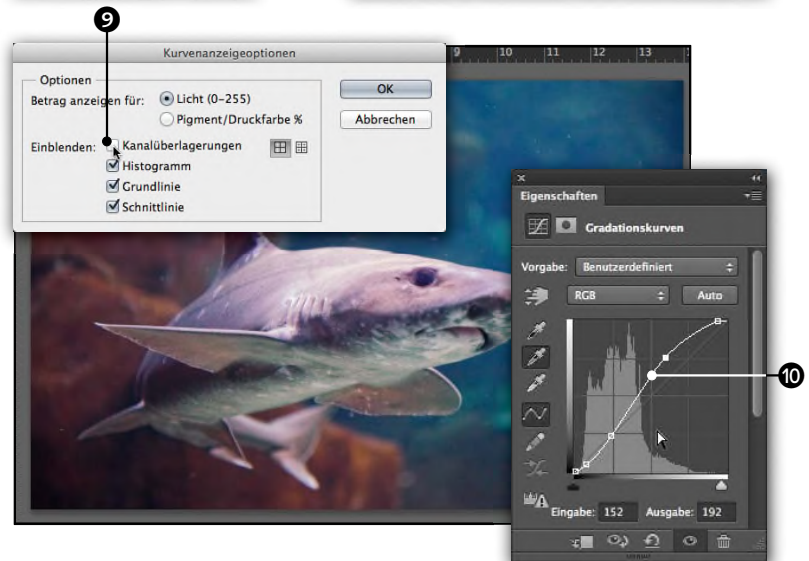 9
9 10 11 12 13
Kurvenanzeigeoptionen
Optionen
Betrag anzeigen für: Licht (0–255)
Pigment/Druckfarbe %
OK
Abbrechen
Einblenden: Kanalüberlagerungen
Histogramm
Grundlinie
Schnittlinie
Eigenschaften
Gradationskurven
Vorgabe: Benutzerdefiniert
RGB Auto
10
Eingabe: 152 Ausgabe: 192